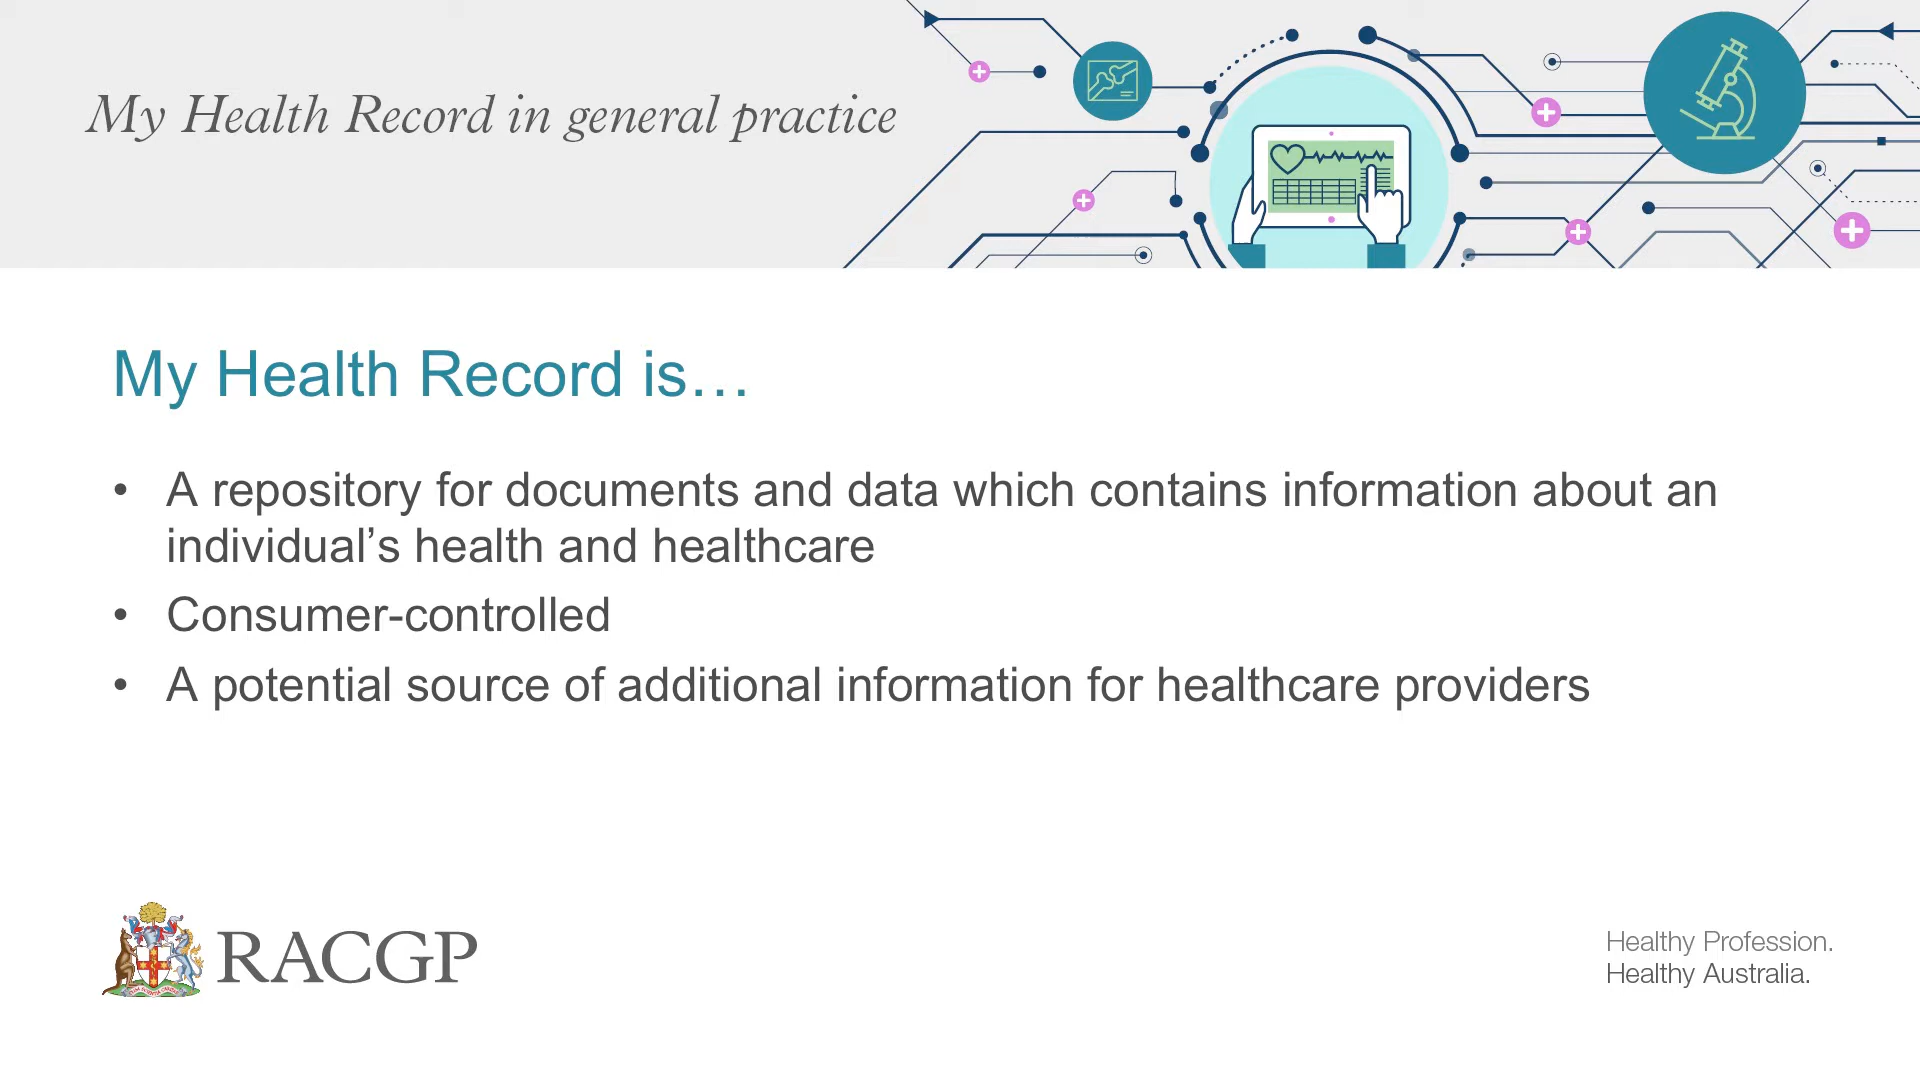 My Health Record in general practice
My Health Record is…
• A repository for documents and data which contains information about an
individual’s health and healthcare
• Consumer-controlled
• A potential source of additional information for healthcare providers
RACGP
Healthy Profession.
Healthy Australia.